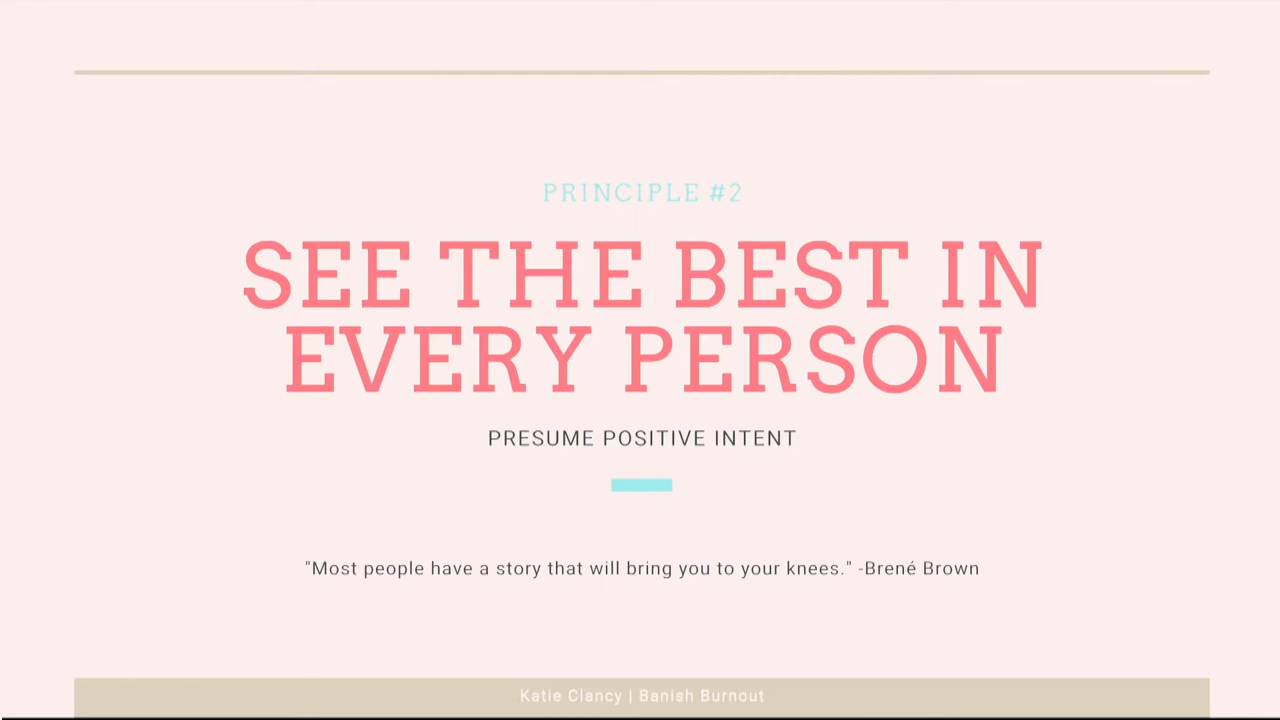 PRINCIPLE #2
SEE THE BEST IN
EVERY PERSON
PRESUME POSITIVE INTENT
"Most people have a story that will bring you to your knees." -Brené Brown
Katie Clancy | Banish Burnout